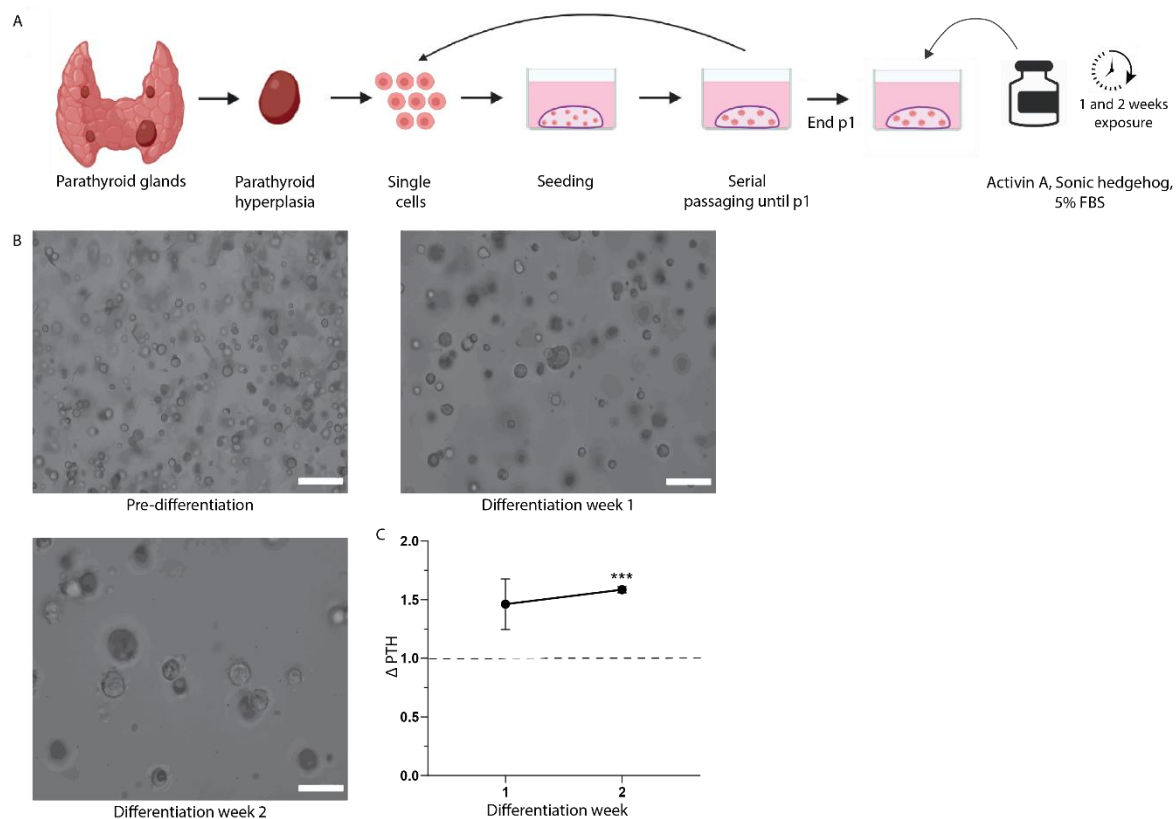 A
Parathyroid glands
Parathyroid
hyperplasia
Single
cells
Seeding
Serial
passaging until p1
End p1
1 and 2 weeks
exposure
Activin A, Sonic hedgehog,
5% FBS
B
Pre-differentiation
Differentiation week 1
Differentiation week 2
C
2.0
1.5
1.0
0.5
0.0
Δ PTH
***
1
2
Differentiation week